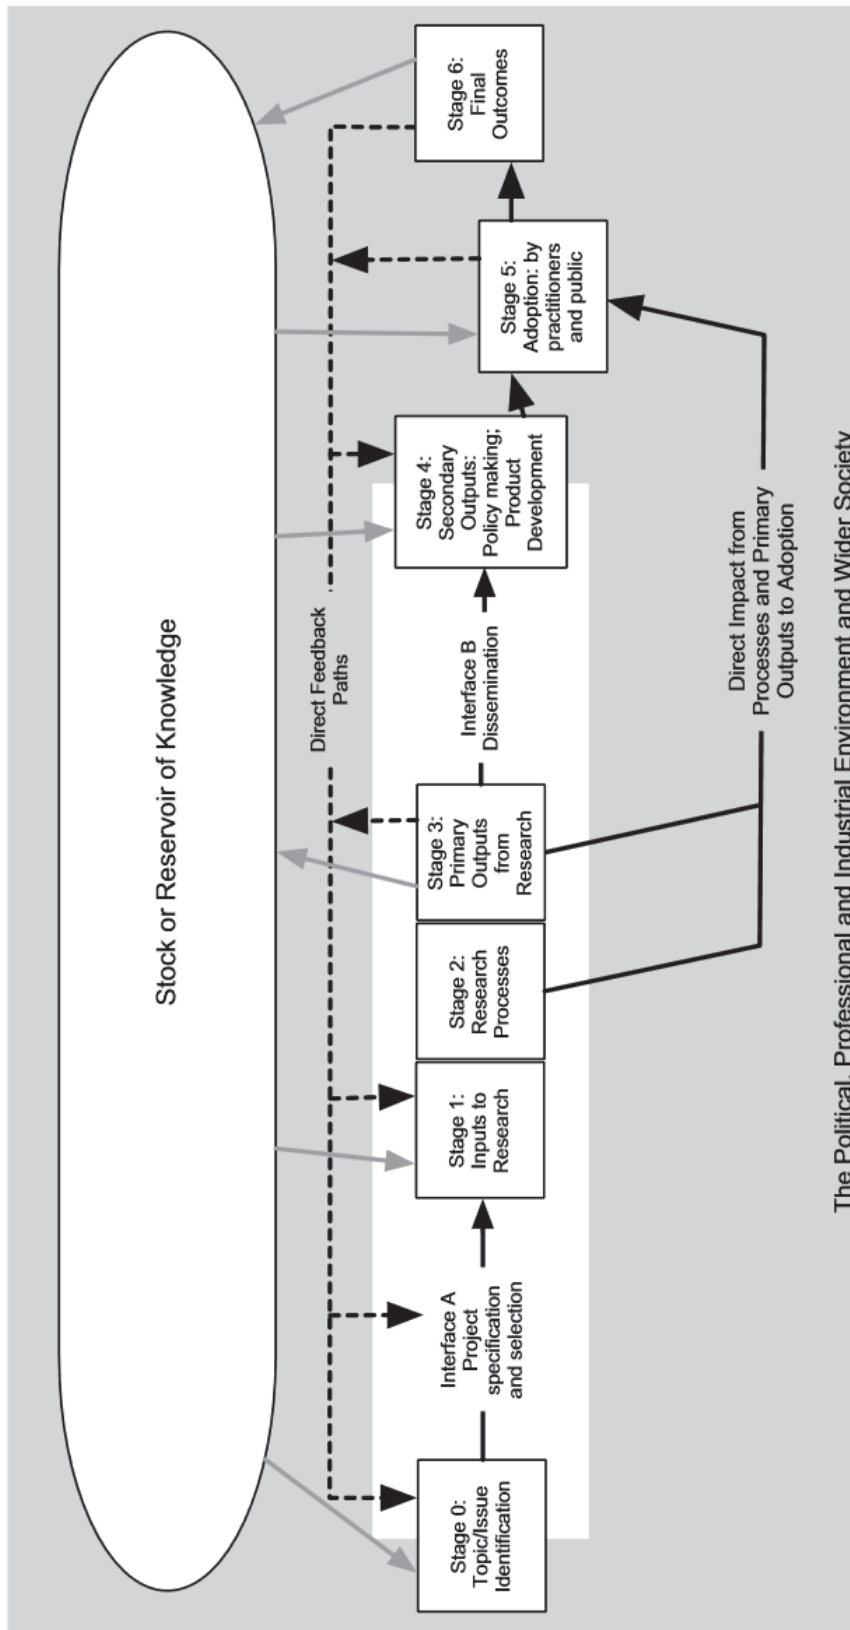 Stock or Reservoir of Knowledge
Direct Feedback
Paths
Stage 0:
Topic/Issue
Identification
Interface A
Project
specification
and selection
Stage 1:
Inputs to
Research
Stage 2:
Research
Processes
Stage 3:
Primary
Outputs
from
Research
Interface B
Dissemination
Stage 4:
Secondary
Outputs:
Policy making;
Product
Development
Stage 5:
Adoption: by
practitioners
and public
Stage 6:
Final
Outcomes
Direct Impact from
Processes and Primary
Outputs to Adoption
The Political, Professional and Industrial Environment and Wider Society